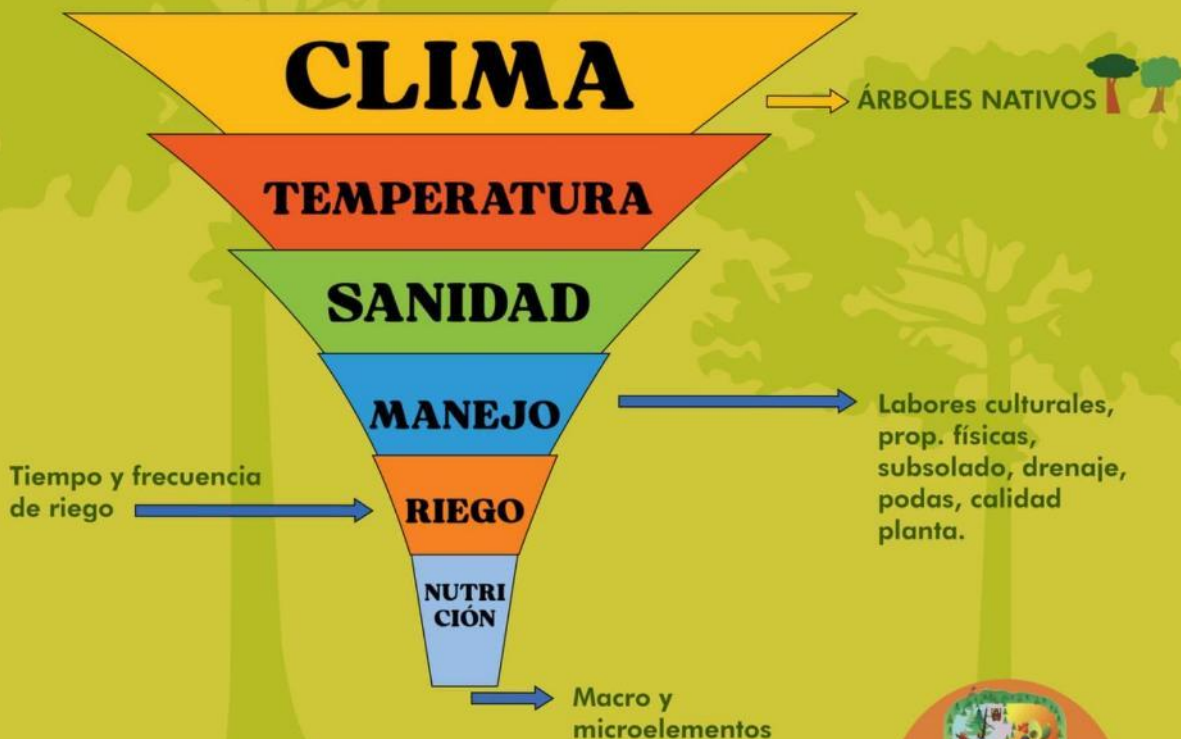 CLIMA
ÁRBOLES NATIVOS
TEMPERATURA
SANIDAD
MANEJO
Labores culturales,
prop. físicas,
subsolado, drenaje,
podas, calidad
planta.
Tiempo y frecuencia
de riego
RIEGO
NUTRI
CIÓN
Macro y
microelementos